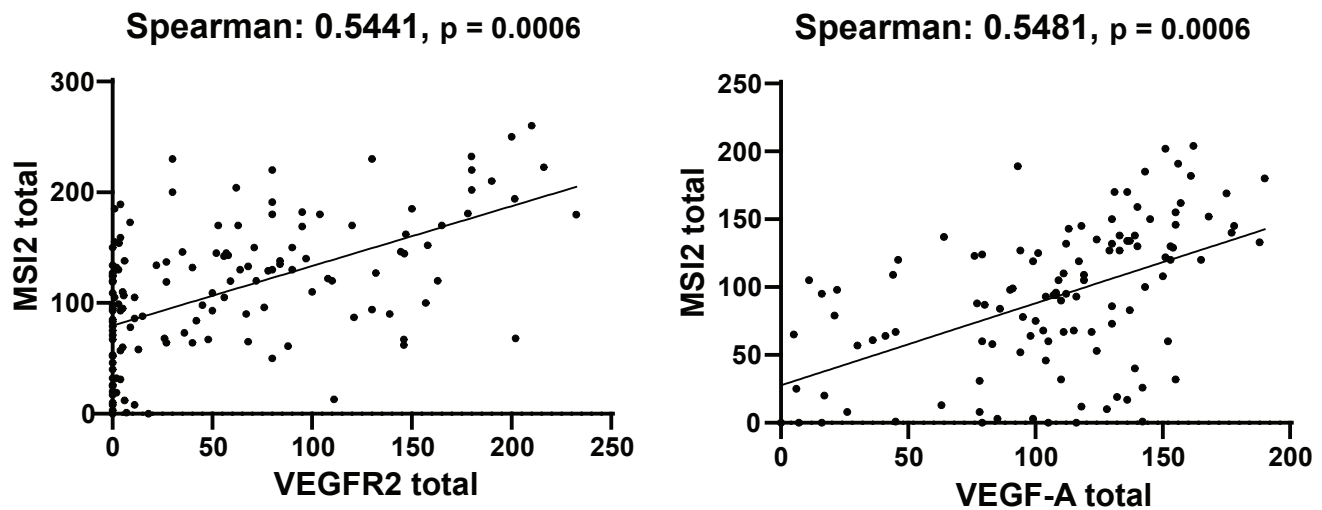 Spearman: 0.5441, p = 0.0006
300
200
100
0
MSI2 total
0 50 100 150 200 250
VEGFR2 total
Spearman: 0.5481, p = 0.0006
250
200
150
100
50
0
MSI2 total
0 50 100 150 200
VEGF-A total